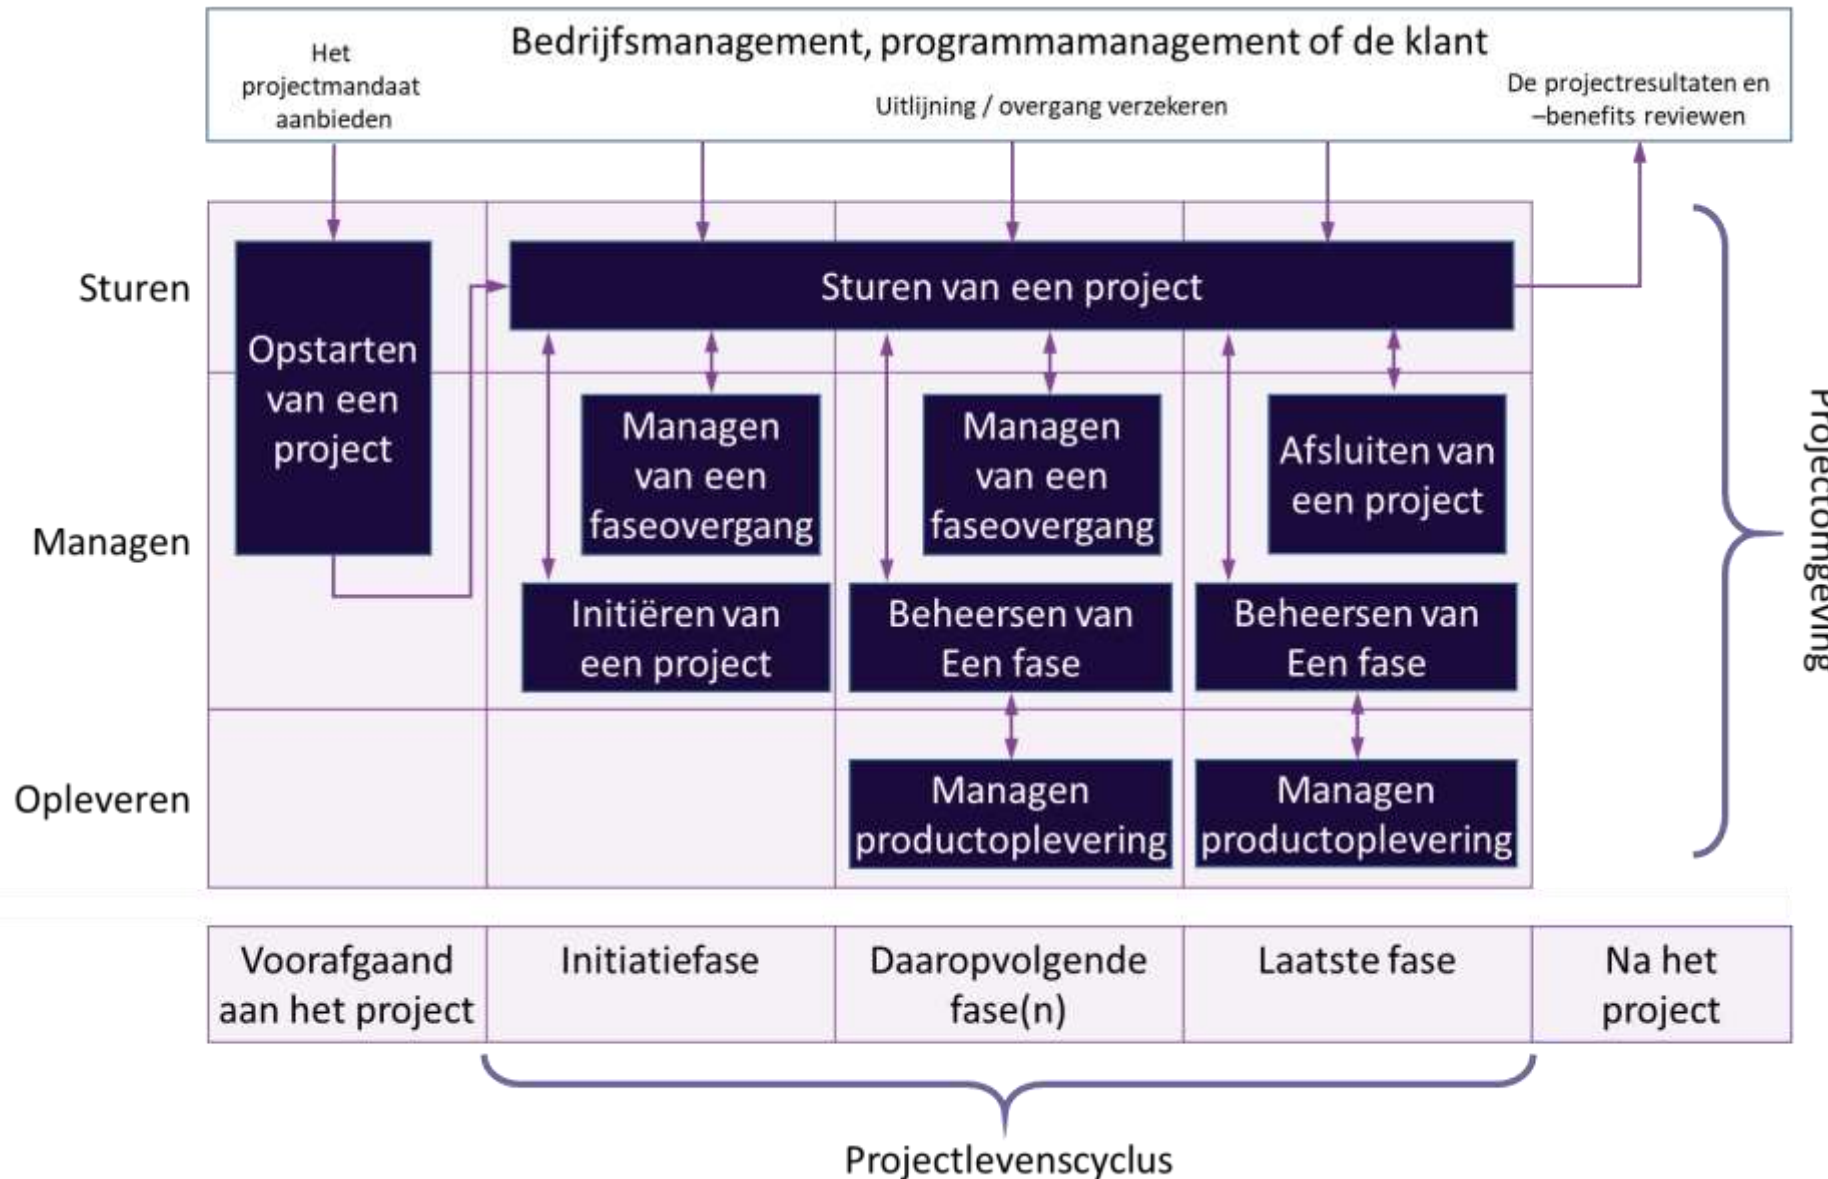 Bedrijfsmanagement, programmamanagement of de klant
Het
projectmandaat
aanbieden
Uitlijning / overgang verzekeren
De projectresultaten en
–benefits reviewen
Sturen
Sturen van een project
Opstarten
van een
project
Managen
Managen
van een
faseovergang
Managen
van een
faseovergang
Afsluiten van
een project
Initiëren van
een project
Beheersen van
Een fase
Beheersen van
Een fase
Opleveren
Managen
productoplevering
Managen
productoplevering
Projectomgeving
Voorafgaand
aan het project
Initiatiefase
Daaropvolgende
fase(n)
Laatste fase
Na het
project
Projectlevenscyclus